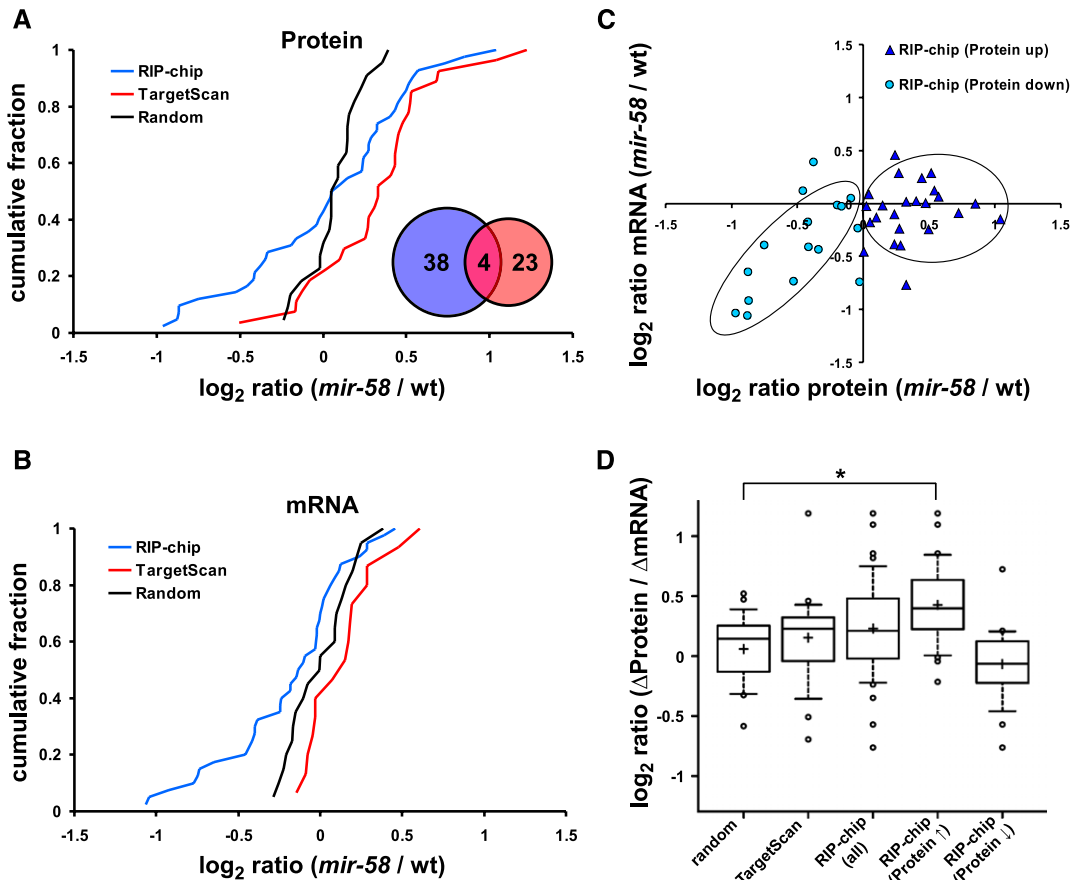 A
Protein
RIP-chip
TargetScan
Random
cumulative fraction
1
0.8
0.6
0.4
0.2
0
38
4
23
-1.5
-1
-0.5
0
0.5
1
1.5
log2 ratio (mir-58 / wt)
B
mRNA
RIP-chip
TargetScan
Random
cumulative fraction
1
0.8
0.6
0.4
0.2
0
-1.5
-1
-0.5
0
0.5
1
1.5
log2 ratio (mir-58 / wt)
C
RIP-chip (Protein up)
RIP-chip (Protein down)
log2 ratio mRNA (mir-58 / wt)
1.5
1
0.5
0
-0.5
-1
-1.5
-1.5
-1
-0.5
0.5
1
1.5
log2 ratio protein (mir-58 / wt)
D
*
log2 ratio (ΔProtein / ΔmRNA)
1
0.5
0
-0.5
-1
random
TargetScan
RIP-chip
(all)
RIP-chip
(Protein ↑)
RIP-chip
(Protein ↓)